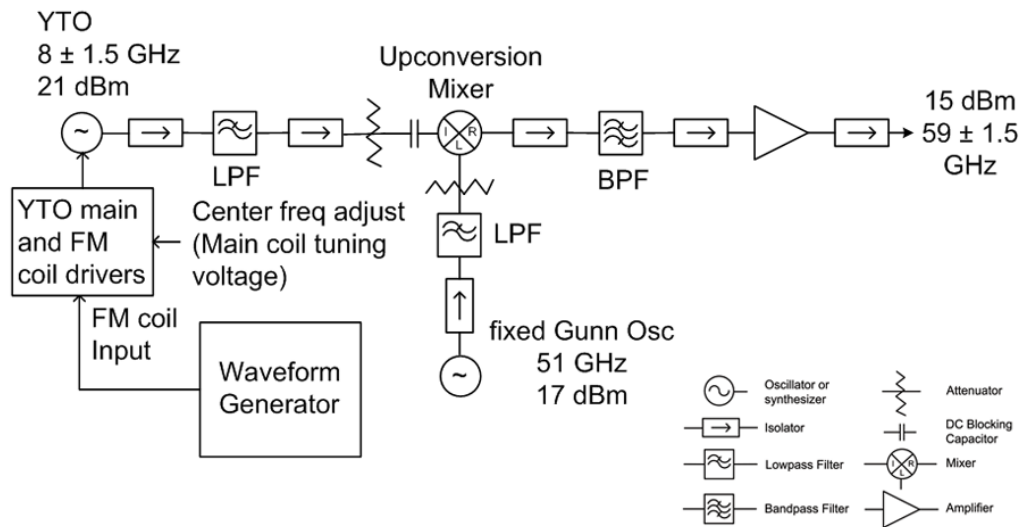 YTO
8 ± 1.5 GHz
21 dBm
Upconversion
Mixer
I
R
L
15 dBm
59 ± 1.5
GHz
LPF
BPF
YTO main
and FM
coil drivers
Center freq adjust
(Main coil tuning
voltage)
LPF
FM coil
Input
Waveform
Generator
fixed Gunn Osc
51 GHz
17 dBm
Oscillator or
synthesizer
Attenuator
Isolator
DC Blocking
Capacitor
Lowpass Filter
I
R
L
Mixer
Bandpass Filter
Amplifier